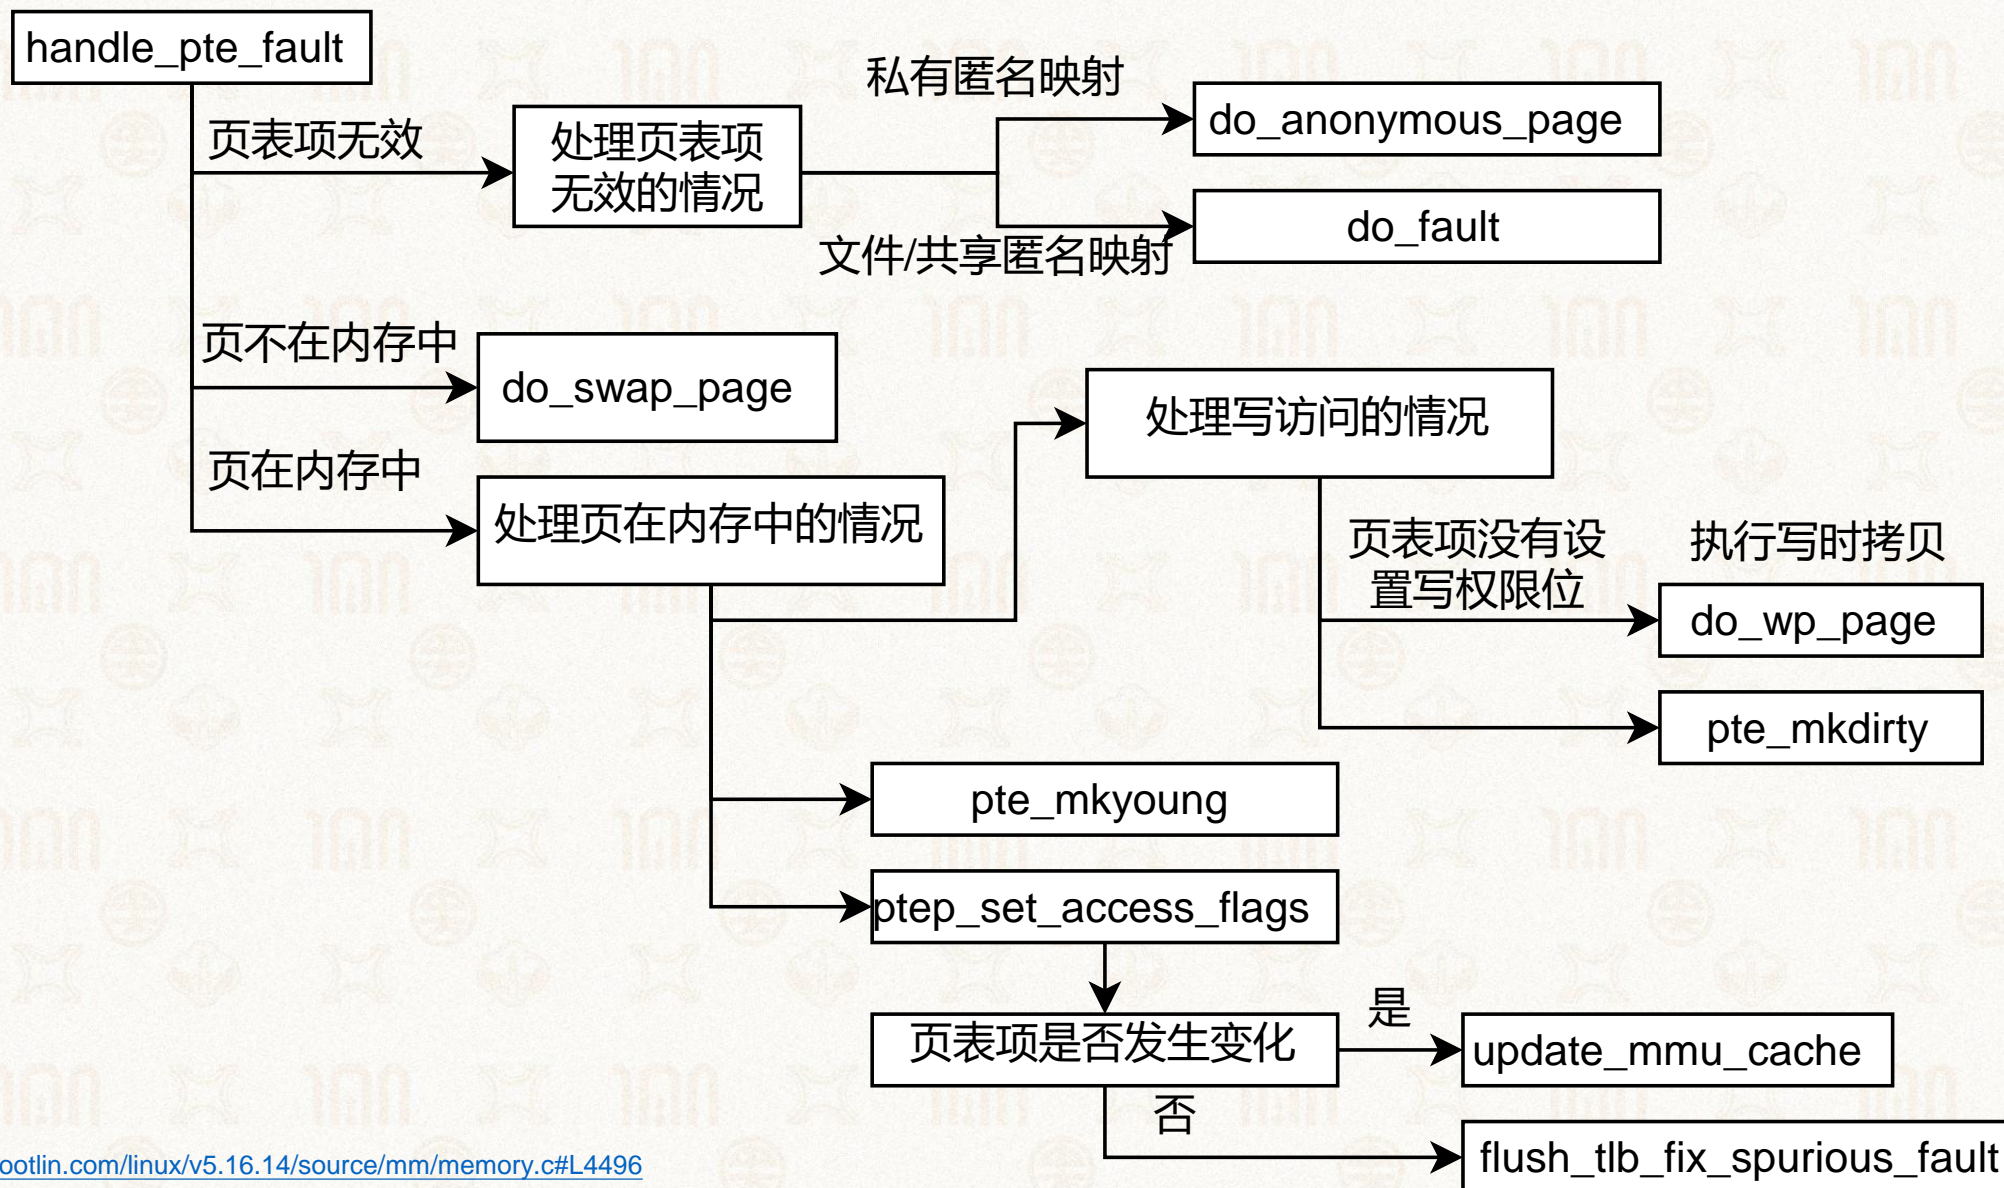 handle_pte_fault
私有匿名映射
do_anonymous_page
页表项无效
处理页表项
无效的情况
do_fault
文件/共享匿名映射
页不在内存中
do_swap_page
处理写访问的情况
页在内存中
处理页在内存中的情况
页表项没有设
置写权限位
执行写时拷贝
do_wp_page
pte_mkdirty
pte_mkyoung
ptep_set_access_flags
页表项是否发生变化
是
update_mmu_cache
否
flush_tlb_fix_spurious_fault
ootlin.com/linux/v5.16.14/source/mm/memory.c#L4496